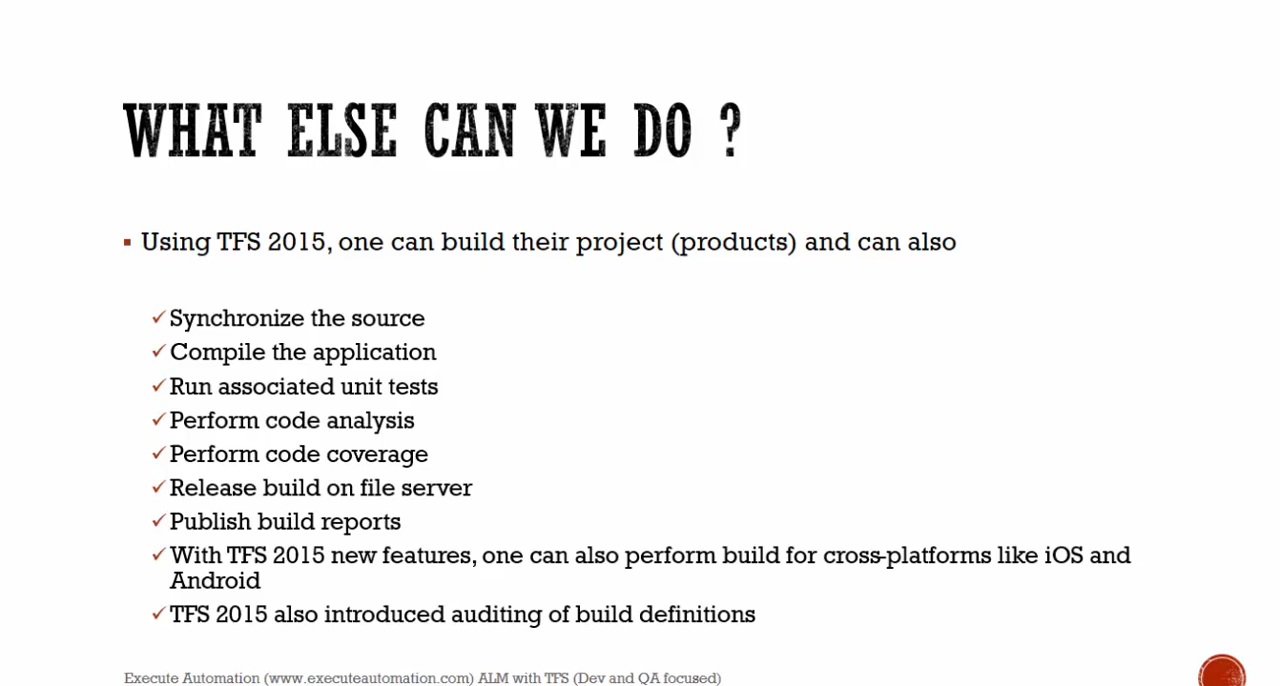 WHAT ELSE CAN WE DO ?
▪ Using TFS 2015, one can build their project (products) and can also
✓ Synchronize the source
✓ Compile the application
✓ Run associated unit tests
✓ Perform code analysis
✓ Perform code coverage
✓ Release build on file server
✓ Publish build reports
✓ With TFS 2015 new features, one can also perform build for cross-platforms like iOS and
Android
✓ TFS 2015 also introduced auditing of build definitions
Execute Automation (www.executeautomation.com) ALM with TFS (Dev and QA focused)